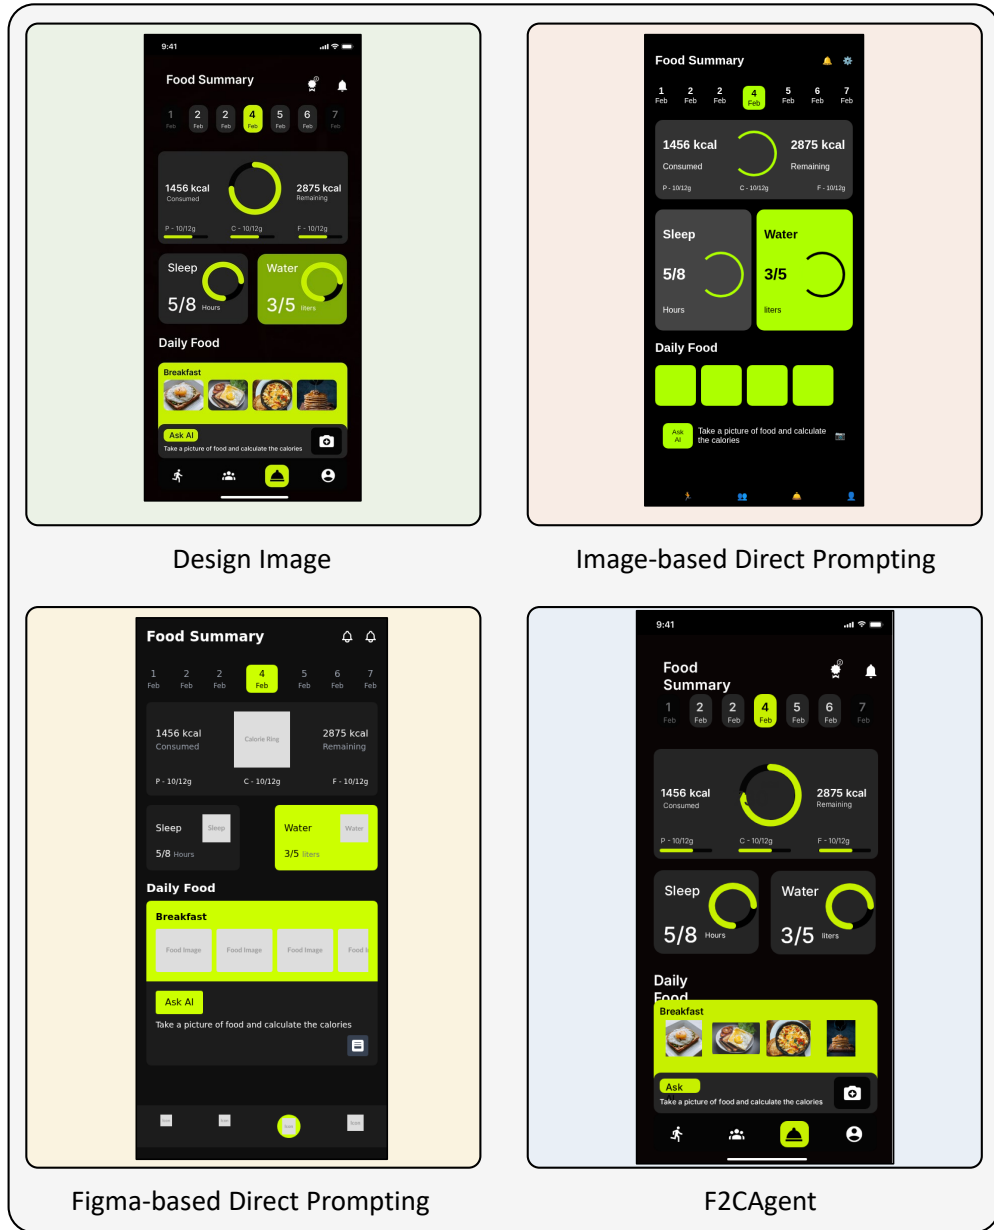 9:41
Food Summary
2
1 2 2 4 5 6 7
Feb Feb Feb Feb Feb Feb Feb
1456 kcal 2875 kcal
Consumed Remaining
P - 10/12g C - 10/12g F - 10/12g
Sleep Water
5/8 Hours 3/5 liters
Daily Food
Breakfast
Ask AI
Take a picture of food and calculate the calories
Design Image
Food Summary
1 2 2 4 5 6 7
Feb Feb Feb Feb Feb Feb Feb
1456 kcal 2875 kcal
Consumed Remaining
P - 10/12g C - 10/12g F - 10/12g
Sleep Water
5/8 3/5
Hours liters
Daily Food
Ask
AI
Take a picture of food and calculate
the calories
Image-based Direct Prompting
Food Summary
1 2 2 4 5 6 7
Feb Feb Feb Feb Feb Feb Feb
1456 kcal Calorie Ring 2875 kcal
Consumed Remaining
P - 10/12g C - 10/12g F - 10/12g
Sleep Sleep Water Water
5/8 Hours 3/5 liters
Daily Food
Breakfast
Food Image Food Image Food Image Food I
Ask AI
Take a picture of food and calculate the calories
Figma-based Direct Prompting
9:41
Food
Summary
1 2 2 4 5 6 7
Feb Feb Feb Feb Feb Feb Feb
1456 kcal 2875 kcal
Consumed Remaining
P - 10/12g C - 10/12g F - 10/12g
Sleep Water
5/8 Hours 3/5 liters
Daily
Food
Breakfast
Ask
Take a picture of food and calculate the calories
F2CAgent